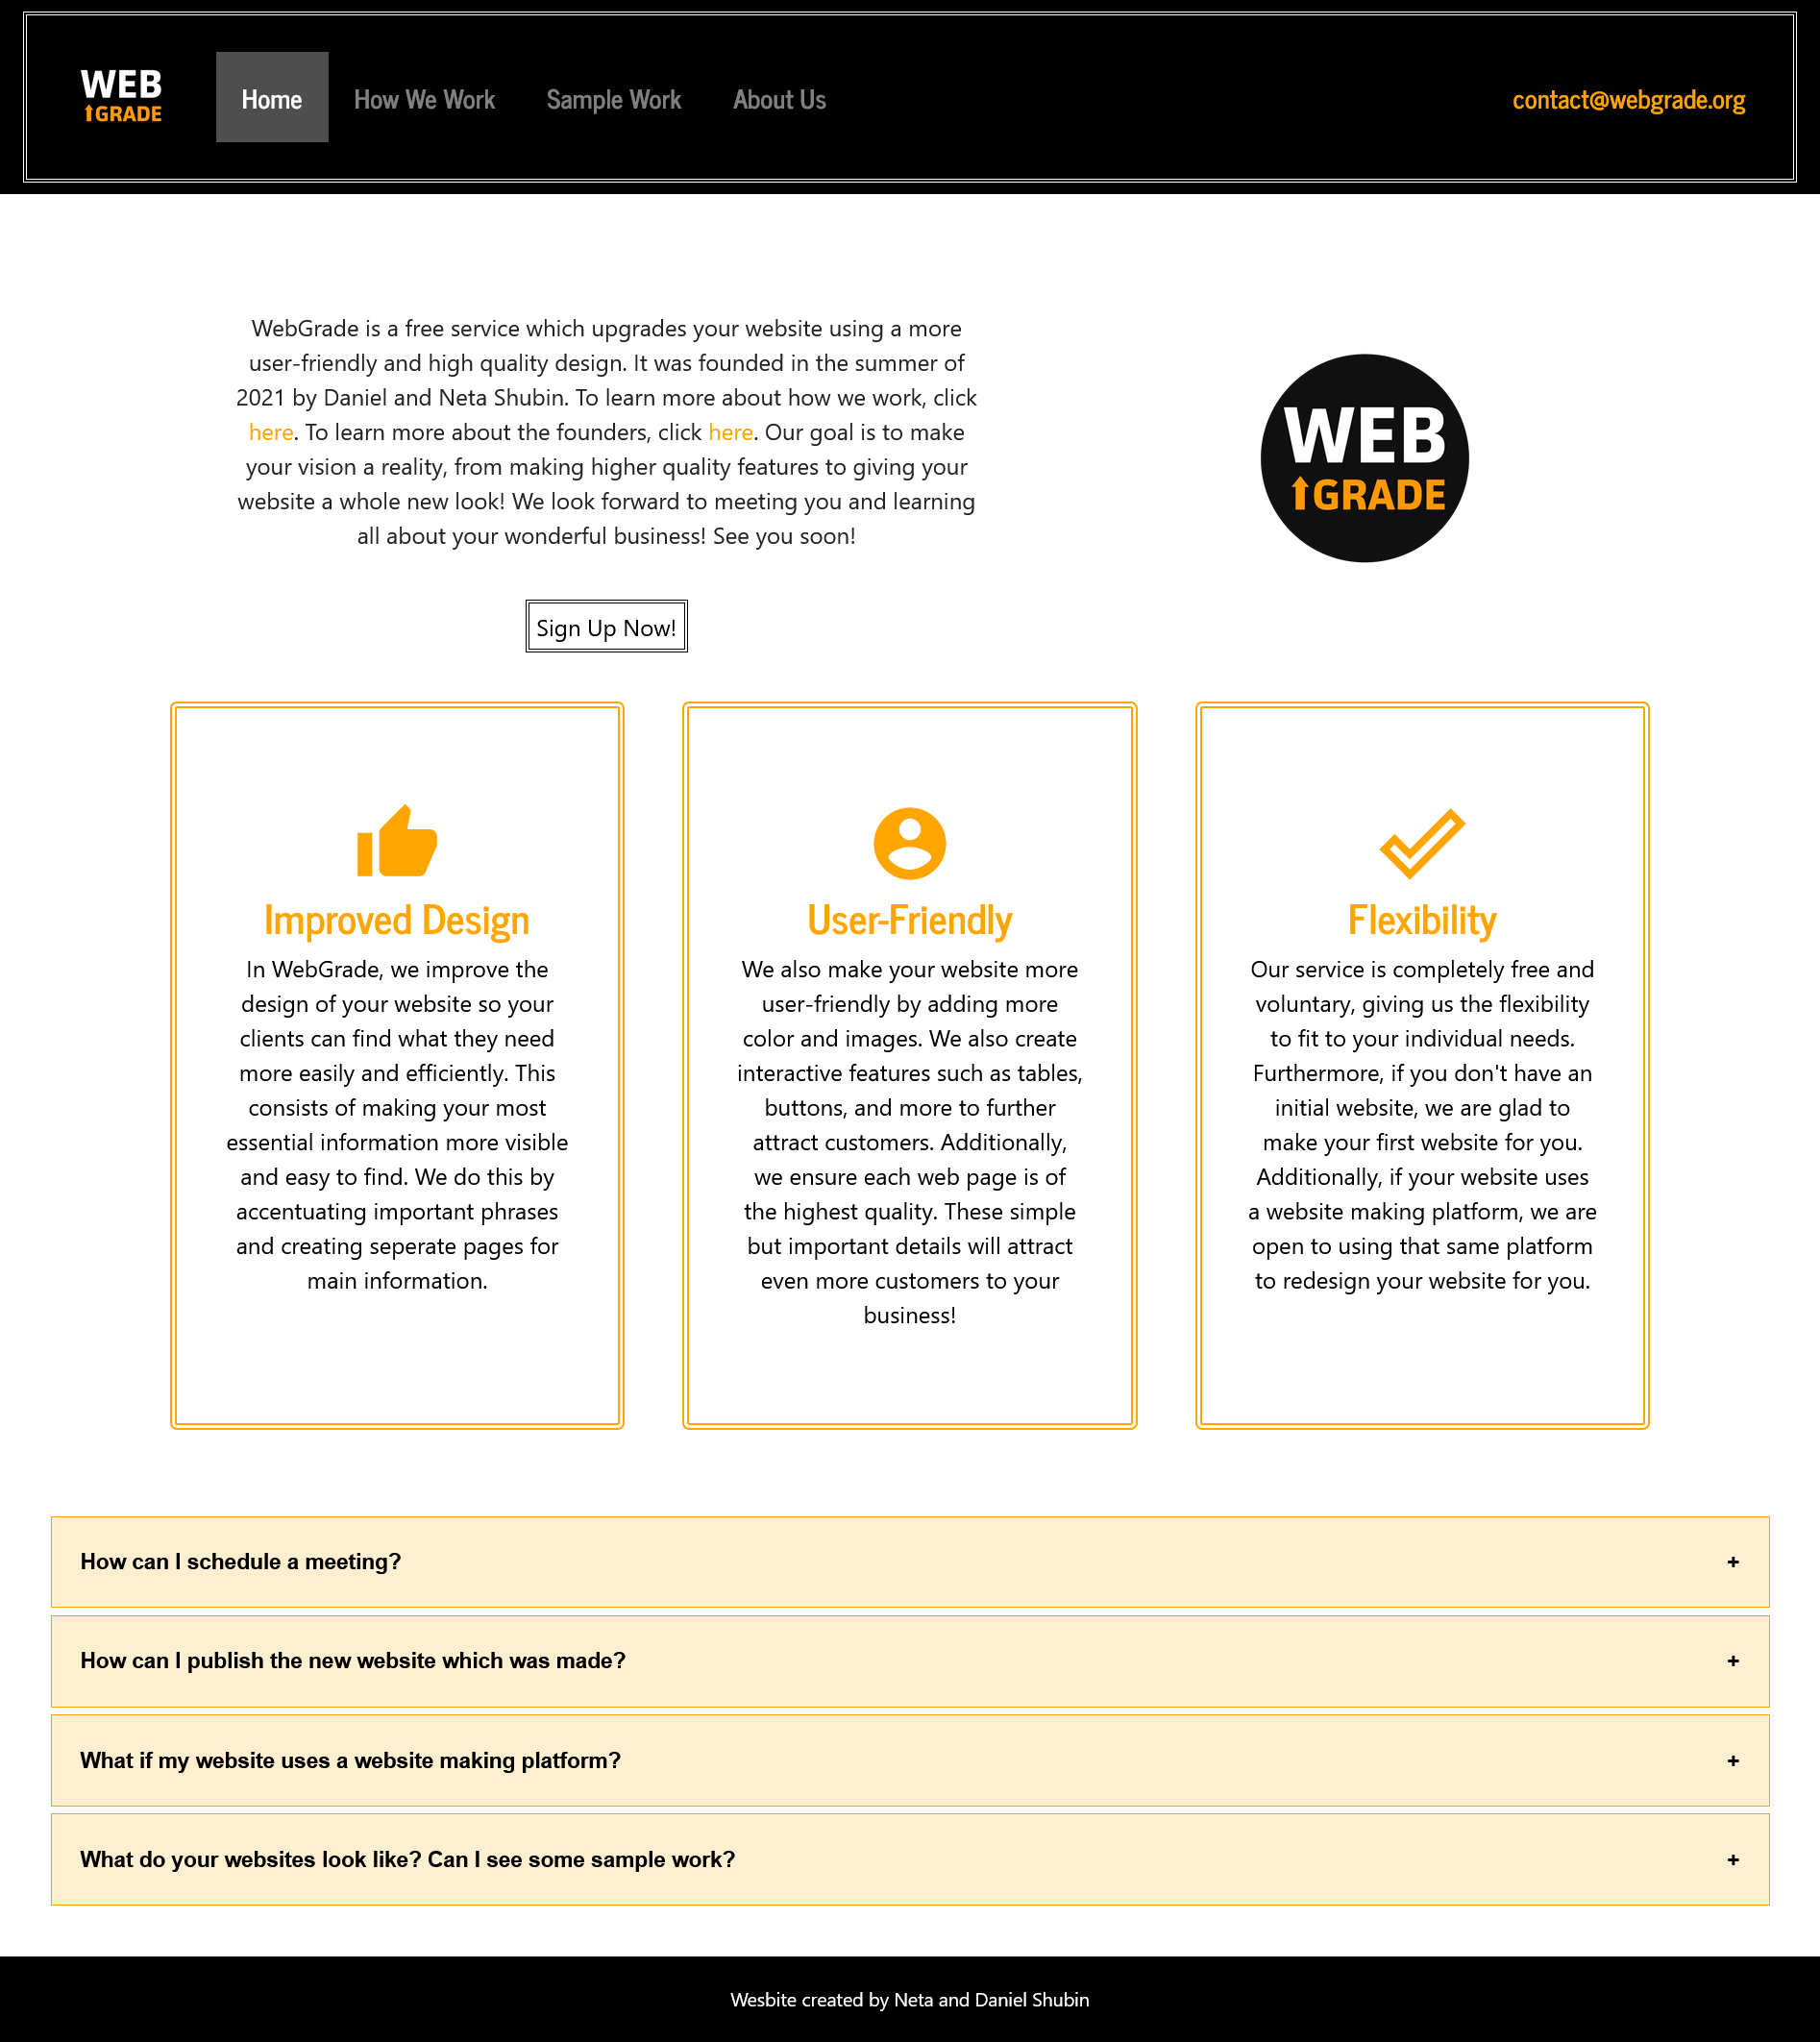 WEB
GRADE
Home
How We Work
Sample Work
About Us
contact@webgrade.org
WebGrade is a free service which upgrades your website using a more
user-friendly and high quality design. It was founded in the summer of
2021 by Daniel and Neta Shubin. To learn more about how we work, click
here. To learn more about the founders, click here. Our goal is to make
your vision a reality, from making higher quality features to giving your
website a whole new look! We look forward to meeting you and learning
all about your wonderful business! See you soon!
WEB
GRADE
Sign Up Now!
Improved Design
In WebGrade, we improve the
design of your website so your
clients can find what they need
more easily and efficiently. This
consists of making your most
essential information more visible
and easy to find. We do this by
accentuating important phrases
and creating seperate pages for
main information.
User-Friendly
We also make your website more
user-friendly by adding more
color and images. We also create
interactive features such as tables,
buttons, and more to further
attract customers. Additionally,
we ensure each web page is of
the highest quality. These simple
but important details will attract
even more customers to your
business!
Flexibility
Our service is completely free and
voluntary, giving us the flexibility
to fit to your individual needs.
Furthermore, if you don't have an
initial website, we are glad to
make your first website for you.
Additionally, if your website uses
a website making platform, we are
open to using that same platform
to redesign your website for you.
How can I schedule a meeting? +
How can I publish the new website which was made? +
What if my website uses a website making platform? +
What do your websites look like? Can I see some sample work? +
Wesbite created by Neta and Daniel Shubin